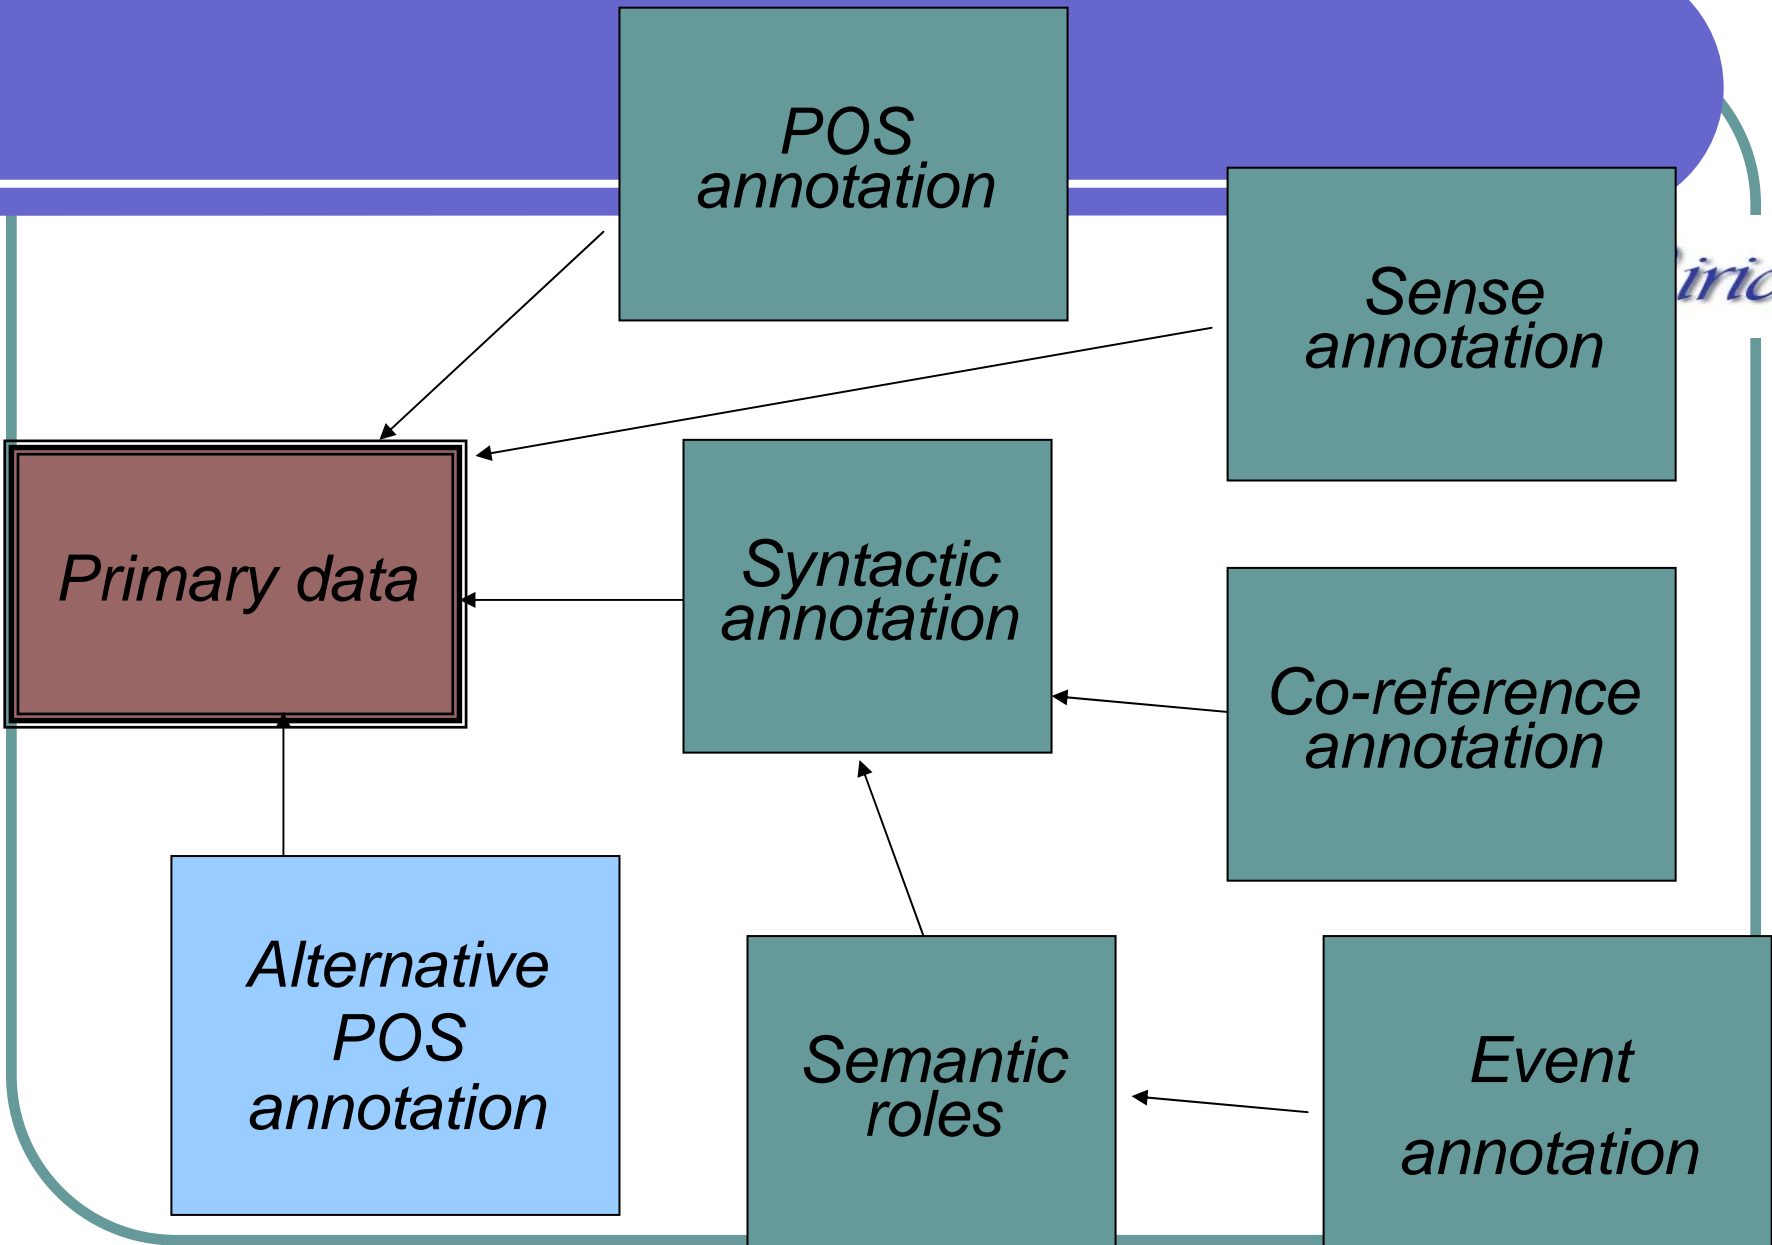 POS
annotation
Sense
annotation
Primary data
Syntactic
annotation
Co-reference
annotation
Alternative
POS
annotation
Semantic
roles
Event
annotation